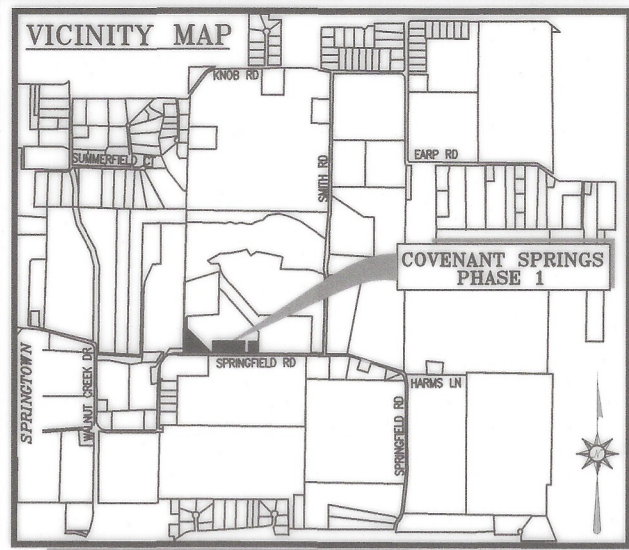 VICINITY MAP
KNOB RD
SUMMERFIELD CT
SMITH RD
EARP RD
COVENANT SPRINGS
PHASE 1
SPRINGFIELD RD
SPRINGTOWN
WALNUT CREEK DR
SPRINGFIELD RD
HARMS LN
N